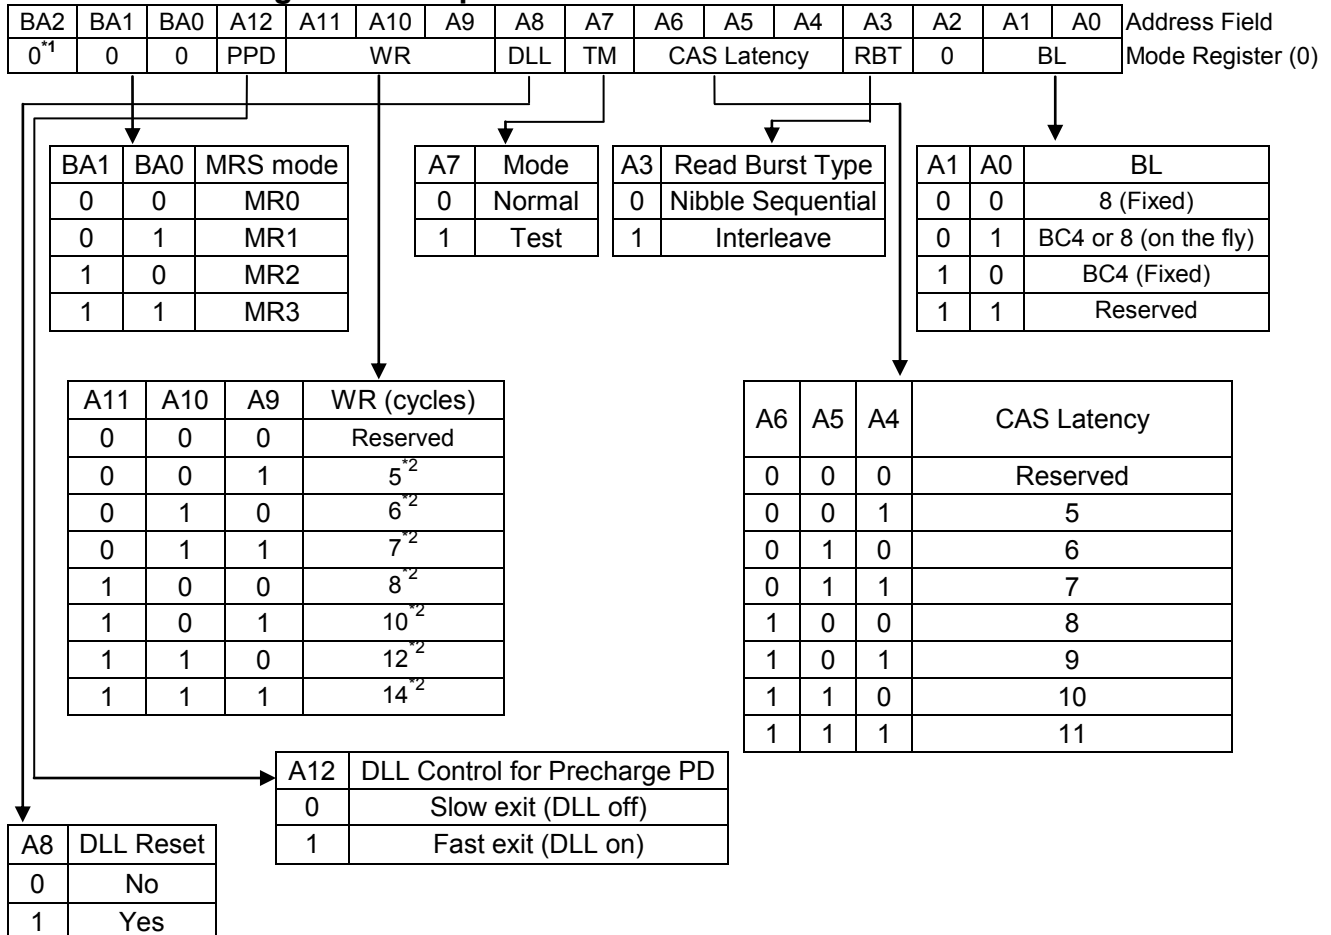 BA2 BA1 BA0 A12 A11 A10 A9 A8 A7 A6 A5 A4 A3 A2 A1 A0 Address Field
0*1 0 0 PPD WR DLL TM CAS Latency RBT 0 BL Mode Register (0)
BA1 BA0 MRS mode
0 0 MR0
0 1 MR1
1 0 MR2
1 1 MR3
A7 Mode
0 Normal
1 Test
A3 Read Burst Type
0 Nibble Sequential
1 Interleave
A1 A0 BL
0 0 8 (Fixed)
0 1 BC4 or 8 (on the fly)
1 0 BC4 (Fixed)
1 1 Reserved
A11 A10 A9 WR (cycles)
0 0 0 Reserved
0 0 1 5*2
0 1 0 6*2
0 1 1 7*2
1 0 0 8*2
1 0 1 10*2
1 1 0 12*2
1 1 1 14*2
A6 A5 A4 CAS Latency
0 0 0 Reserved
0 0 1 5
0 1 0 6
0 1 1 7
1 0 0 8
1 0 1 9
1 1 0 10
1 1 1 11
A12 DLL Control for Precharge PD
0 Slow exit (DLL off)
1 Fast exit (DLL on)
A8 DLL Reset
0 No
1 Yes